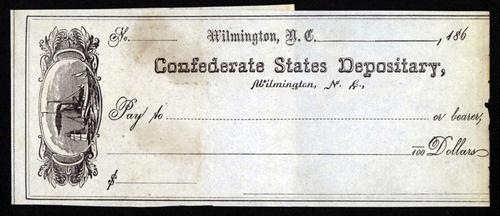 No. Wilmington, N. C. , 186
Confederate States Depositary,
Wilmington, N. C.,
Pay to or bearer,
/100 Dollars
$